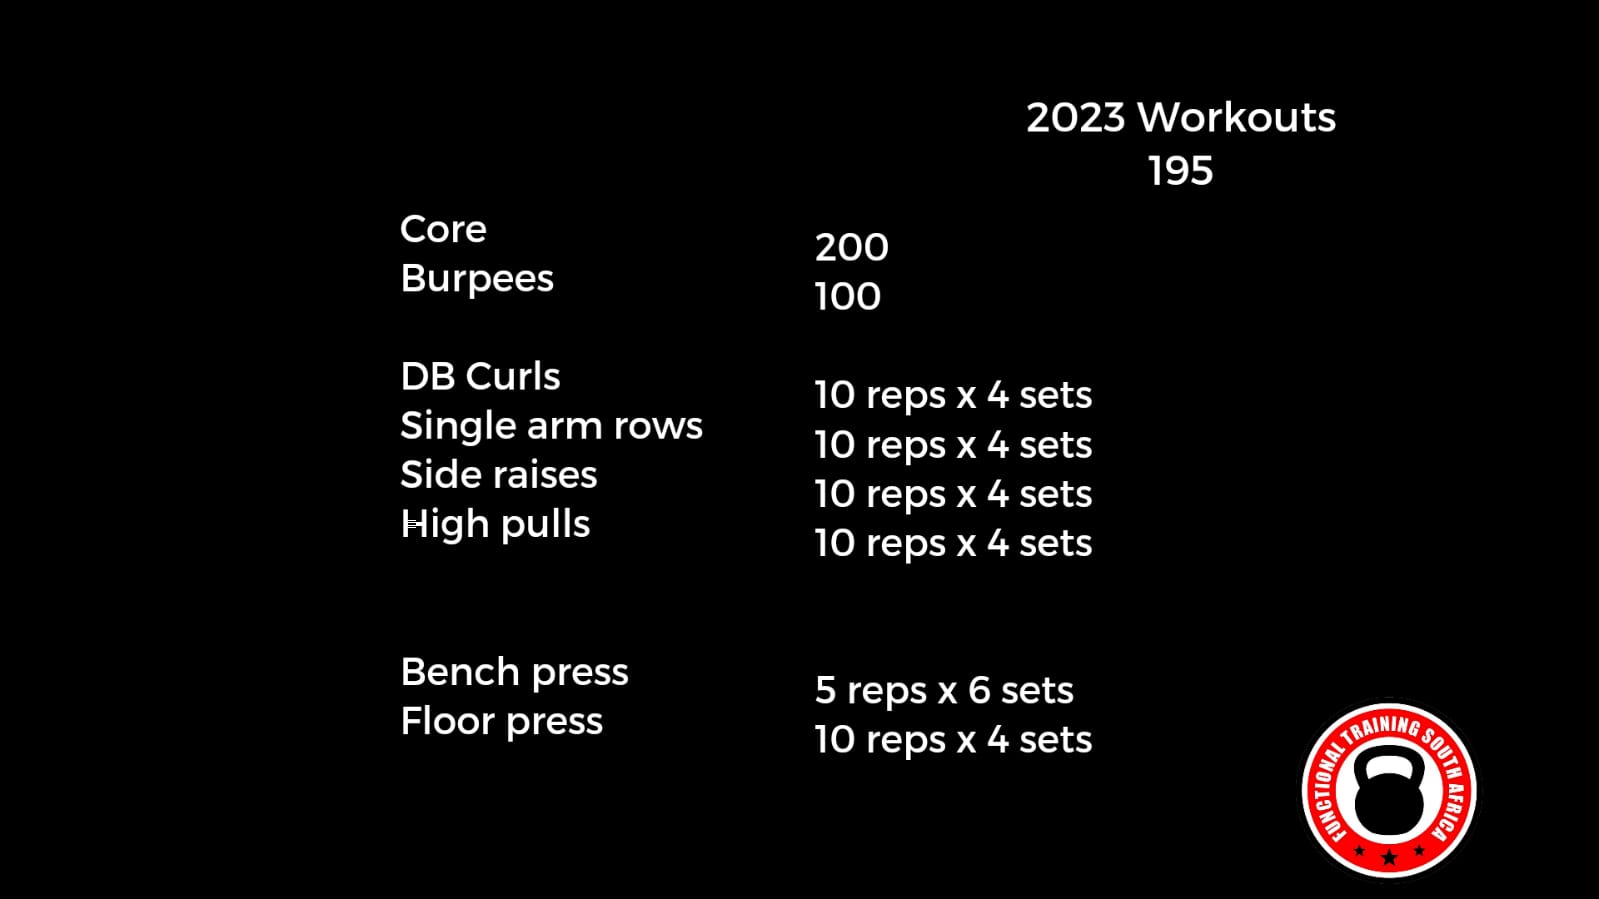 2023 Workouts
195
Core 200
Burpees 100
DB Curls 10 reps x 4 sets
Single arm rows 10 reps x 4 sets
Side raises 10 reps x 4 sets
High pulls 10 reps x 4 sets
Bench press 5 reps x 6 sets
Floor press 10 reps x 4 sets
FUNCTIONAL TRAINING SOUTH AFRICA